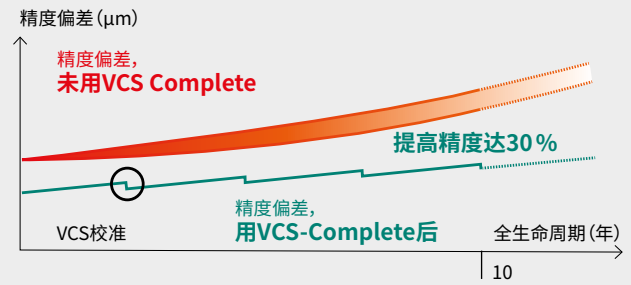 精度偏差(μm)
精度偏差,
未用VCS Complete
提高精度达30%
精度偏差,
用VCS-Complete后
VCS校准
全生命周期(年)
10